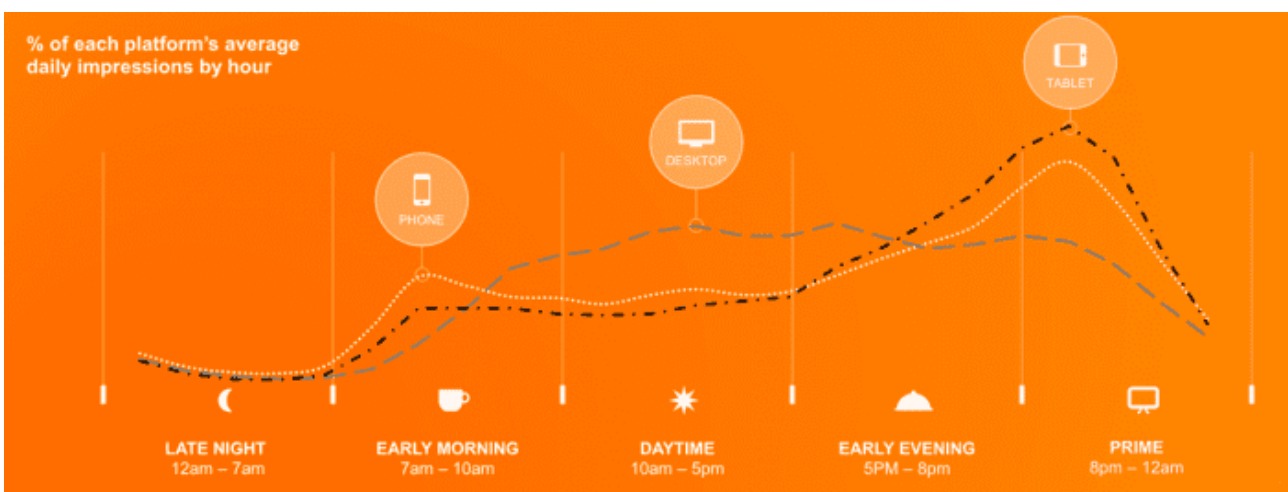 % of each platform's average
daily impressions by hour
PHONE
DESKTOP
TABLET
LATE NIGHT
12am – 7am
EARLY MORNING
7am – 10am
DAYTIME
10am – 5pm
EARLY EVENING
5PM – 8pm
PRIME
8pm – 12am